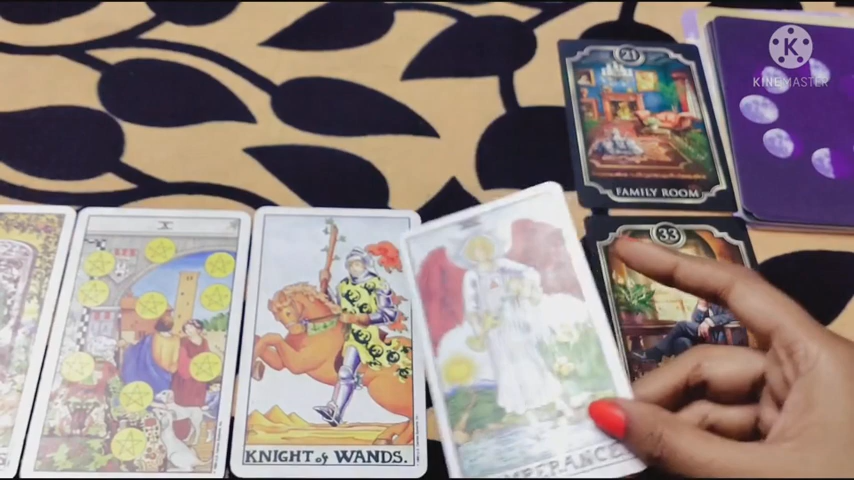 K
KINEMASTER
21
FAMILY ROOM
33
X
KNIGHT of WANDS.